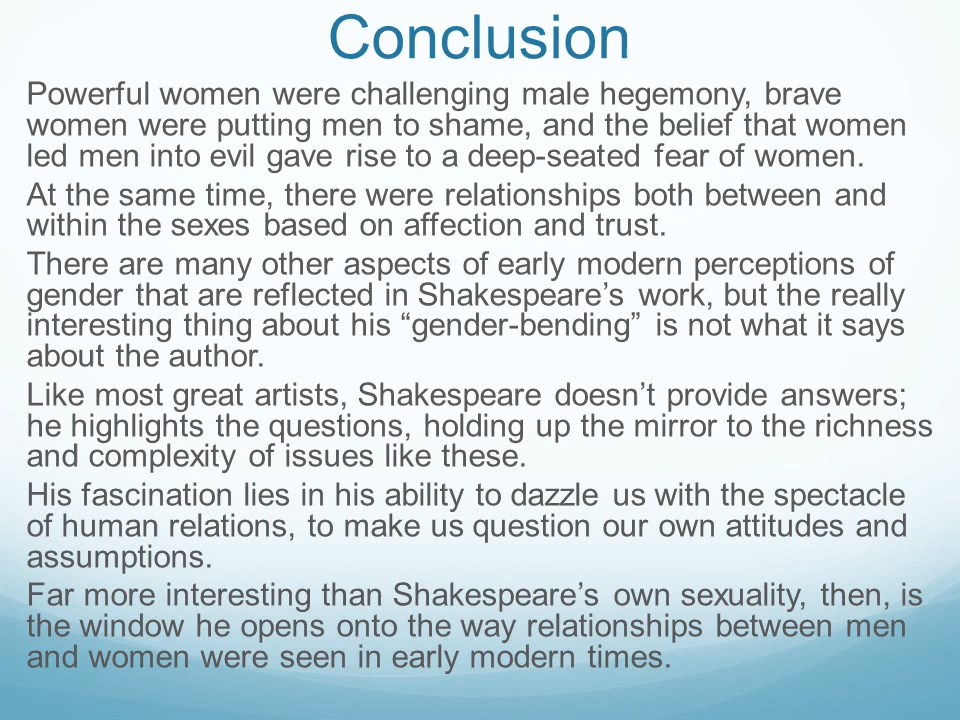 Conclusion
Powerful women were challenging male hegemony, brave
women were putting men to shame, and the belief that women
led men into evil gave rise to a deep-seated fear of women.
At the same time, there were relationships both between and
within the sexes based on affection and trust.
There are many other aspects of early modern perceptions of
gender that are reflected in Shakespeare’s work, but the really
interesting thing about his “gender-bending” is not what it says
about the author.
Like most great artists, Shakespeare doesn’t provide answers;
he highlights the questions, holding up the mirror to the richness
and complexity of issues like these.
His fascination lies in his ability to dazzle us with the spectacle
of human relations, to make us question our own attitudes and
assumptions.
Far more interesting than Shakespeare’s own sexuality, then, is
the window he opens onto the way relationships between men
and women were seen in early modern times.